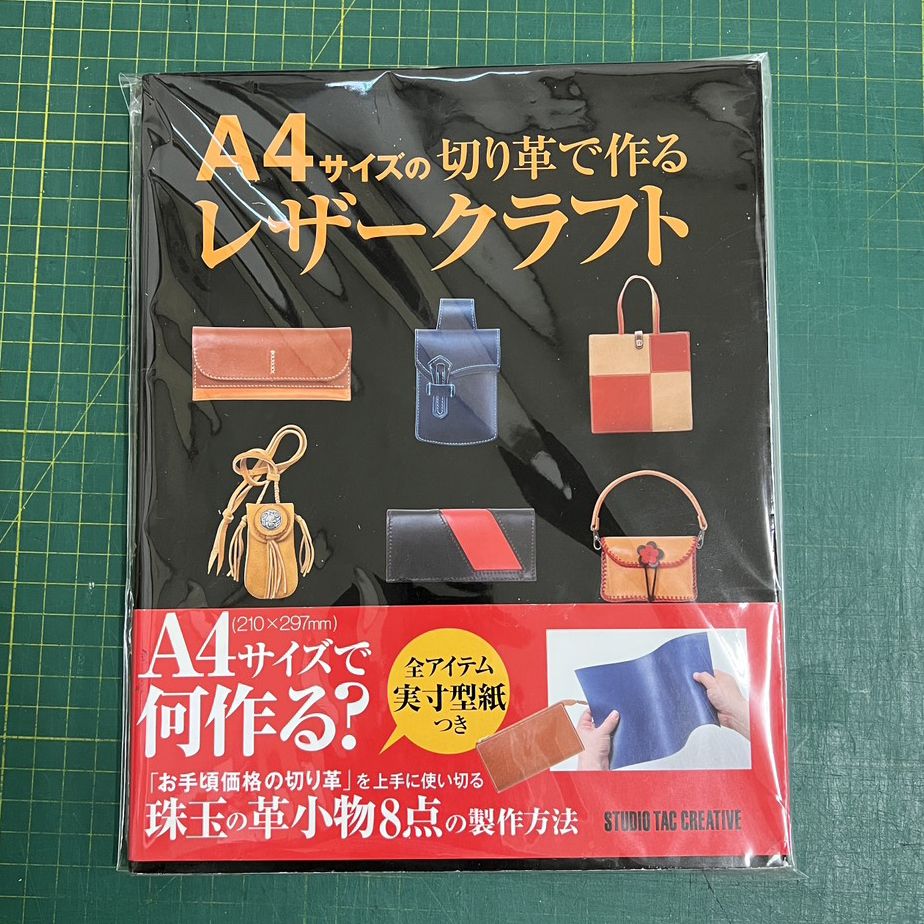 A4サイズの切り革で作る
レザークラフト
A4サイズで
(210×297mm)
何作る?
全アイテム
実寸型紙
つき
「お手頃価格の切り革」を上手に使い切る
珠玉の革小物8点の製作方法
STUDIO TAC CREATIVE